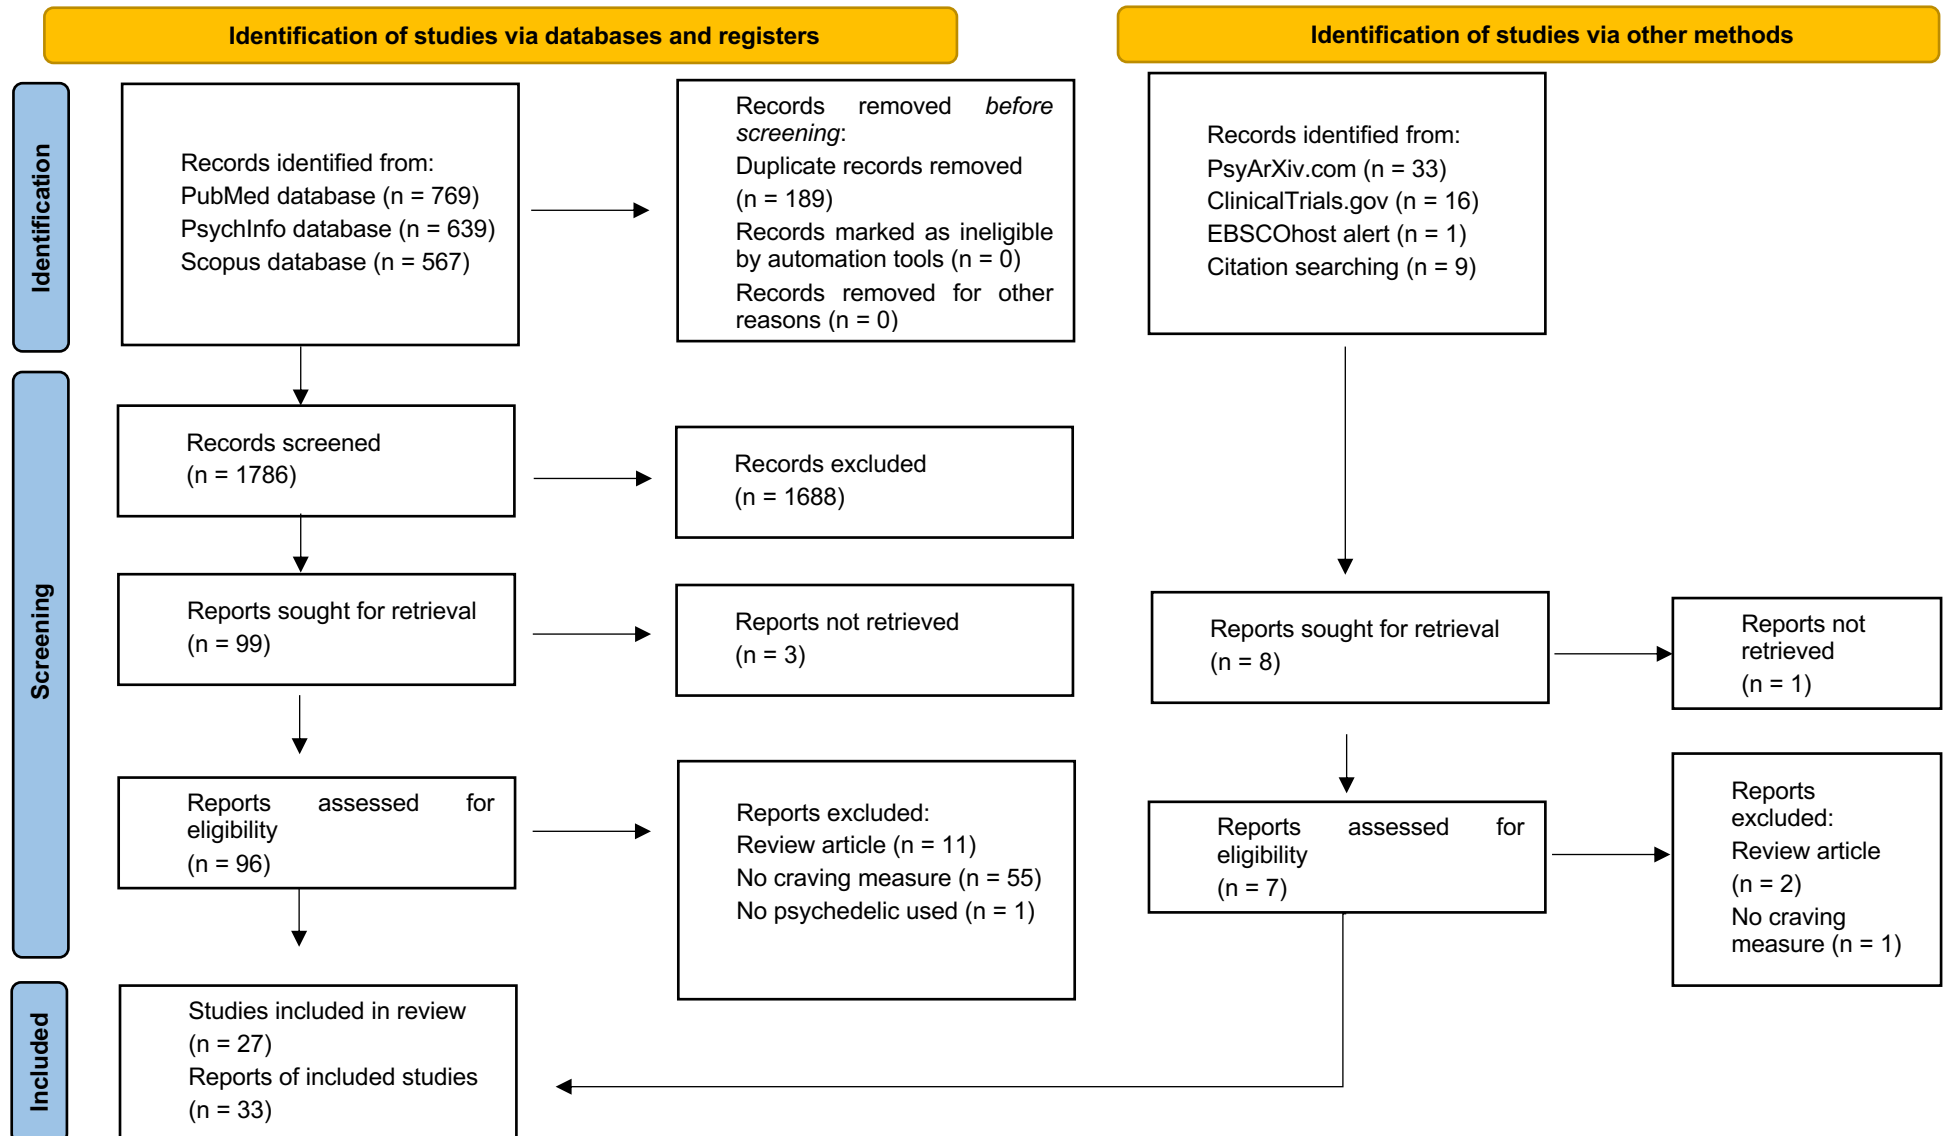 Identification of studies via databases and registers
Identification of studies via other methods
Identification
Records identified from:
PubMed database (n = 769)
PsychInfo database (n = 639)
Scopus database (n = 567)
Records removed before
screening:
Duplicate records removed
(n = 189)
Records marked as ineligible
by automation tools (n = 0)
Records removed for other
reasons (n = 0)
Records identified from:
PsyArXiv.com (n = 33)
ClinicalTrials.gov (n = 16)
EBSCOhost alert (n = 1)
Citation searching (n = 9)
Screening
Records screened
(n = 1786)
Records excluded
(n = 1688)
Reports sought for retrieval
(n = 99)
Reports not retrieved
(n = 3)
Reports sought for retrieval
(n = 8)
Reports not
retrieved
(n = 1)
Reports assessed for
eligibility
(n = 96)
Reports excluded:
Review article (n = 11)
No craving measure (n = 55)
No psychedelic used (n = 1)
Reports assessed for
eligibility
(n = 7)
Reports
excluded:
Review article
(n = 2)
No craving
measure (n = 1)
Included
Studies included in review
(n = 27)
Reports of included studies
(n = 33)